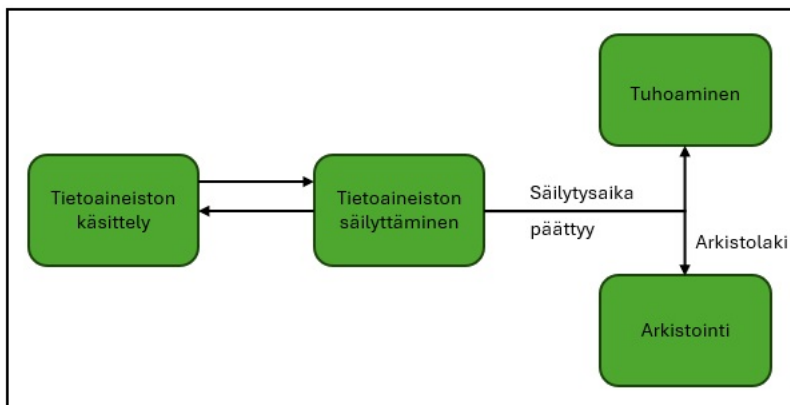 Tietoaineiston
käsittely
Tietoaineiston
säilyttäminen
Säilytysaika
päättyy
Tuhoaminen
Arkistolaki
Arkistointi